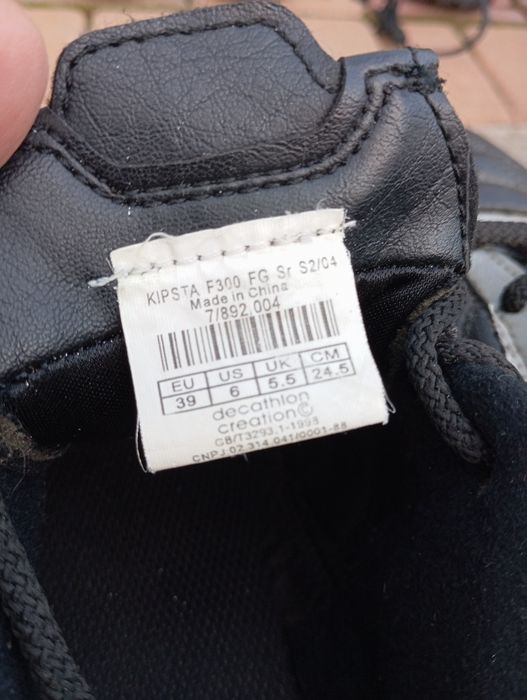 KIPSTA F300 FG Sr S2/04
Made in China
7/892.004
EU US UK CM
39 6 5.5 24.5
decathlon
creation©
GB/T3293.1-1998
CNPJ:02.314.041/0001-88